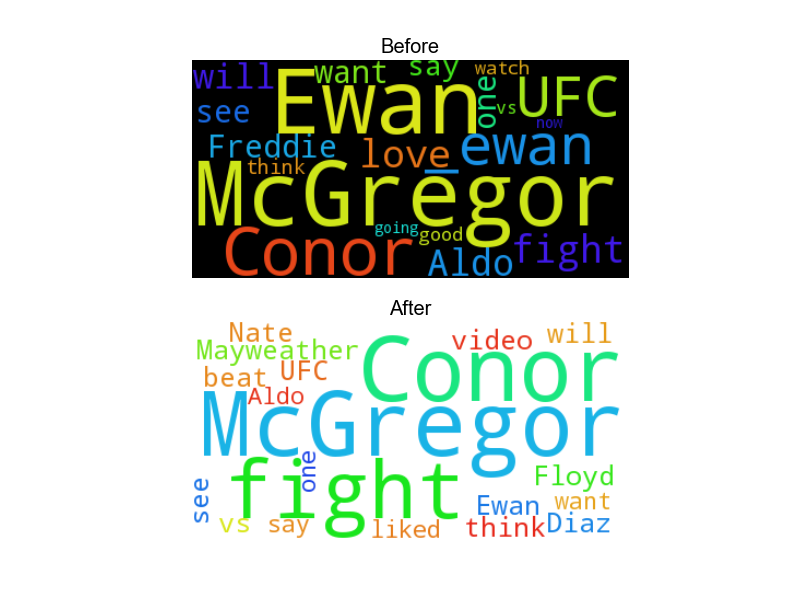 Before
will want say watch
Ewan one vs UFC
see now
Freddie love _ewan
think
McGregor
going good
Conor Aldo fight
After
Nate video will
Mayweather Conor
beat UFC
Aldo
McGregor
one
fight Floyd
see Ewan want
vs say liked think Diaz